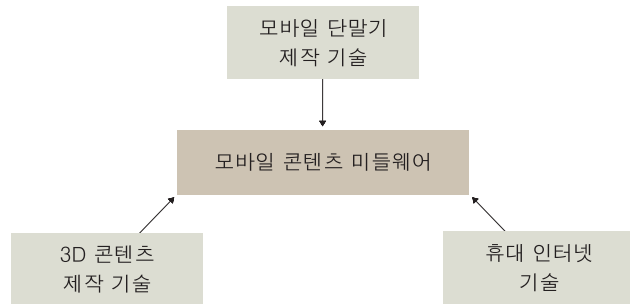 모바일 단말기
제작 기술
모바일 콘텐츠 미들웨어
3D 콘텐츠
제작 기술
휴대 인터넷
기술